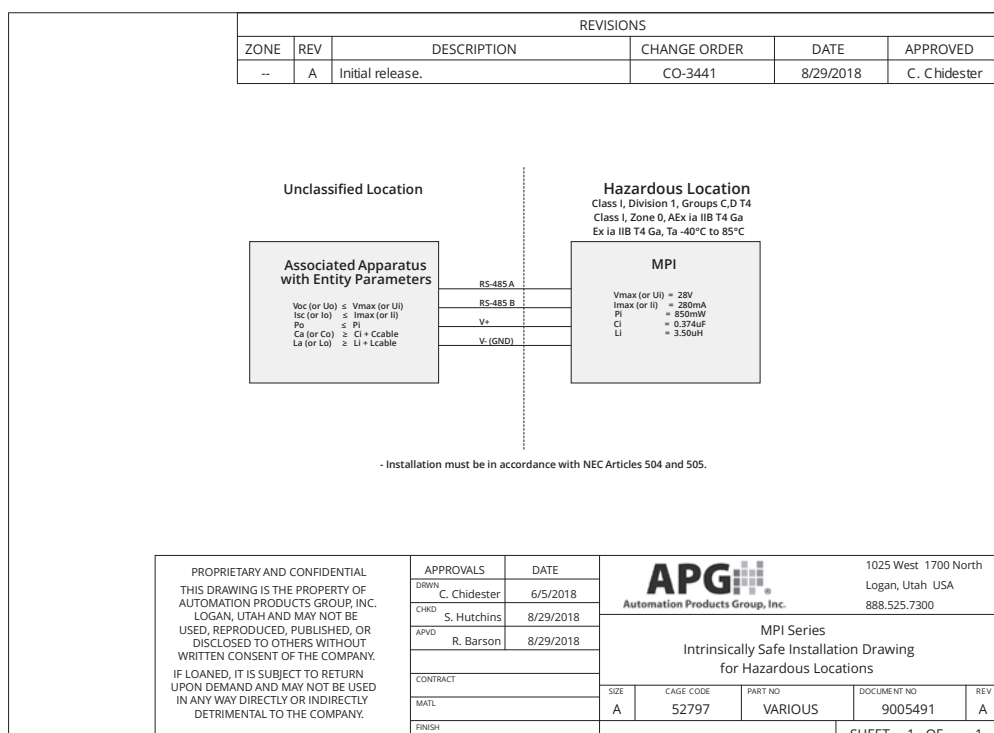 REVISIONS
ZONE REV DESCRIPTION CHANGE ORDER DATE APPROVED
-- A Initial release. CO-3441 8/29/2018 C. Chidester
Unclassified Location
Hazardous Location
Class I, Division 1, Groups C,D T4
Class I, Zone 0, AEx ia IIB T4 Ga
Ex ia IIB T4 Ga, Ta -40°C to 85°C
Associated Apparatus
with Entity Parameters
Voc (or Uo) ≤ Vmax (or Ui)
Isc (or Io) ≤ Imax (or Ii)
Po ≤ Pi
Ca (or Co) ≥ Ci + Ccable
La (or Lo) ≥ Li + Lcable
RS-485 A
RS-485 B
V+
V- (GND)
MPI
Vmax (or Ui) = 28V
Imax (or Ii) = 280mA
Pi = 850mW
Ci = 0.374uF
Li = 3.50uH
- Installation must be in accordance with NEC Articles 504 and 505.
PROPRIETARY AND CONFIDENTIAL
THIS DRAWING IS THE PROPERTY OF
AUTOMATION PRODUCTS GROUP, INC.
LOGAN, UTAH AND MAY NOT BE
USED, REPRODUCED, PUBLISHED, OR
DISCLOSED TO OTHERS WITHOUT
WRITTEN CONSENT OF THE COMPANY.
IF LOANED, IT IS SUBJECT TO RETURN
UPON DEMAND AND MAY NOT BE USED
IN ANY WAY DIRECTLY OR INDIRECTLY
DETRIMENTAL TO THE COMPANY.
APPROVALS DATE
DRWN C. Chidester 6/5/2018
CHKD S. Hutchins 8/29/2018
APVD R. Barson 8/29/2018
CONTRACT
MATL
FINISH
APG
Automation Products Group, Inc.
1025 West 1700 North
Logan, Utah USA
888.525.7300
MPI Series
Intrinsically Safe Installation Drawing
for Hazardous Locations
SIZE CAGE CODE PART NO DOCUMENT NO REV
A 52797 VARIOUS 9005491 A
SHEET 1 OF 1